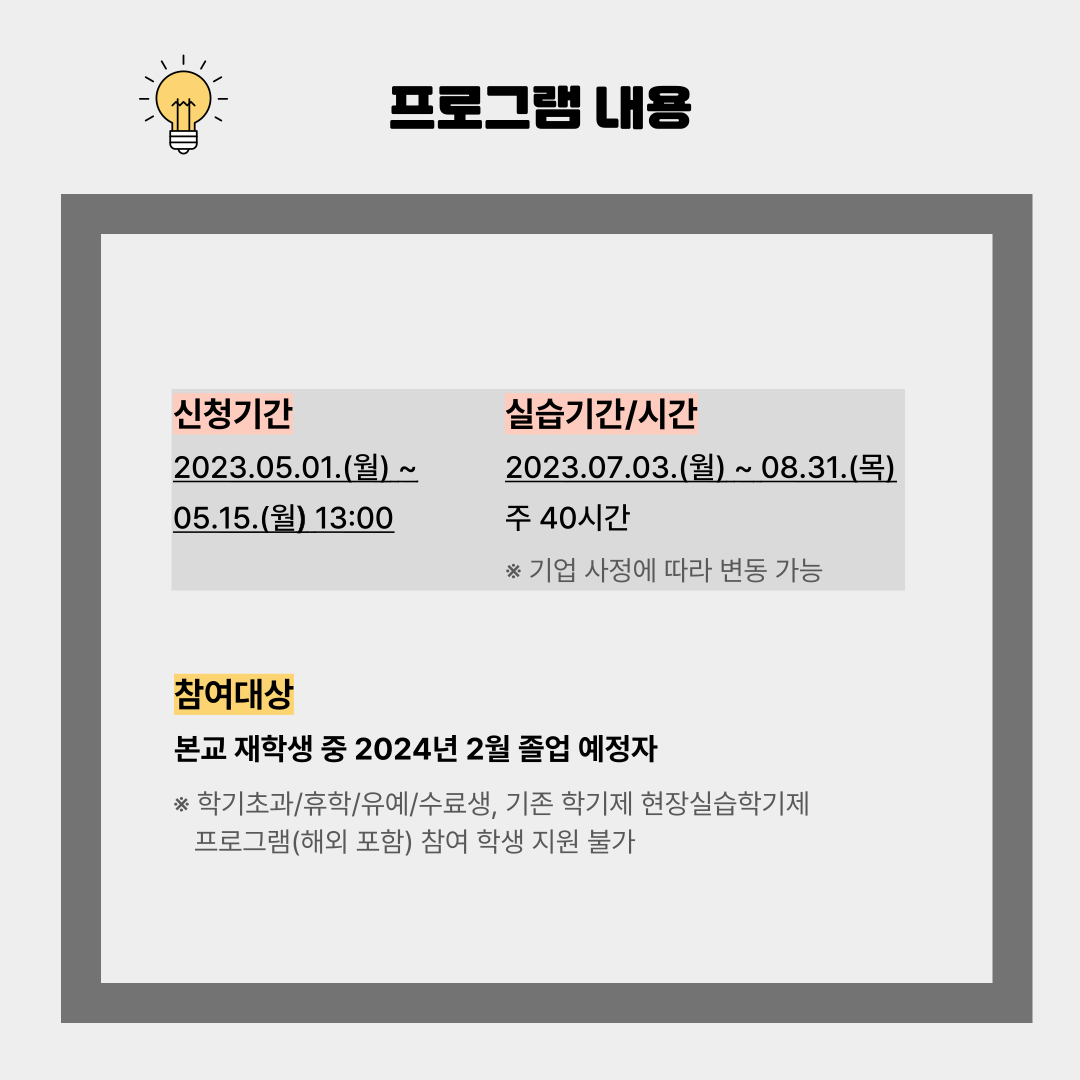 프로그램 내용
신청기간
2023.05.01.(월) ~
05.15.(월) 13:00
실습기간/시간
2023.07.03.(월) ~ 08.31.(목)
주 40시간
※ 기업 사정에 따라 변동 가능
참여대상
본교 재학생 중 2024년 2월 졸업 예정자
※ 학기초과/휴학/유예/수료생, 기존 학기제 현장실습학기제
프로그램(해외 포함) 참여 학생 지원 불가